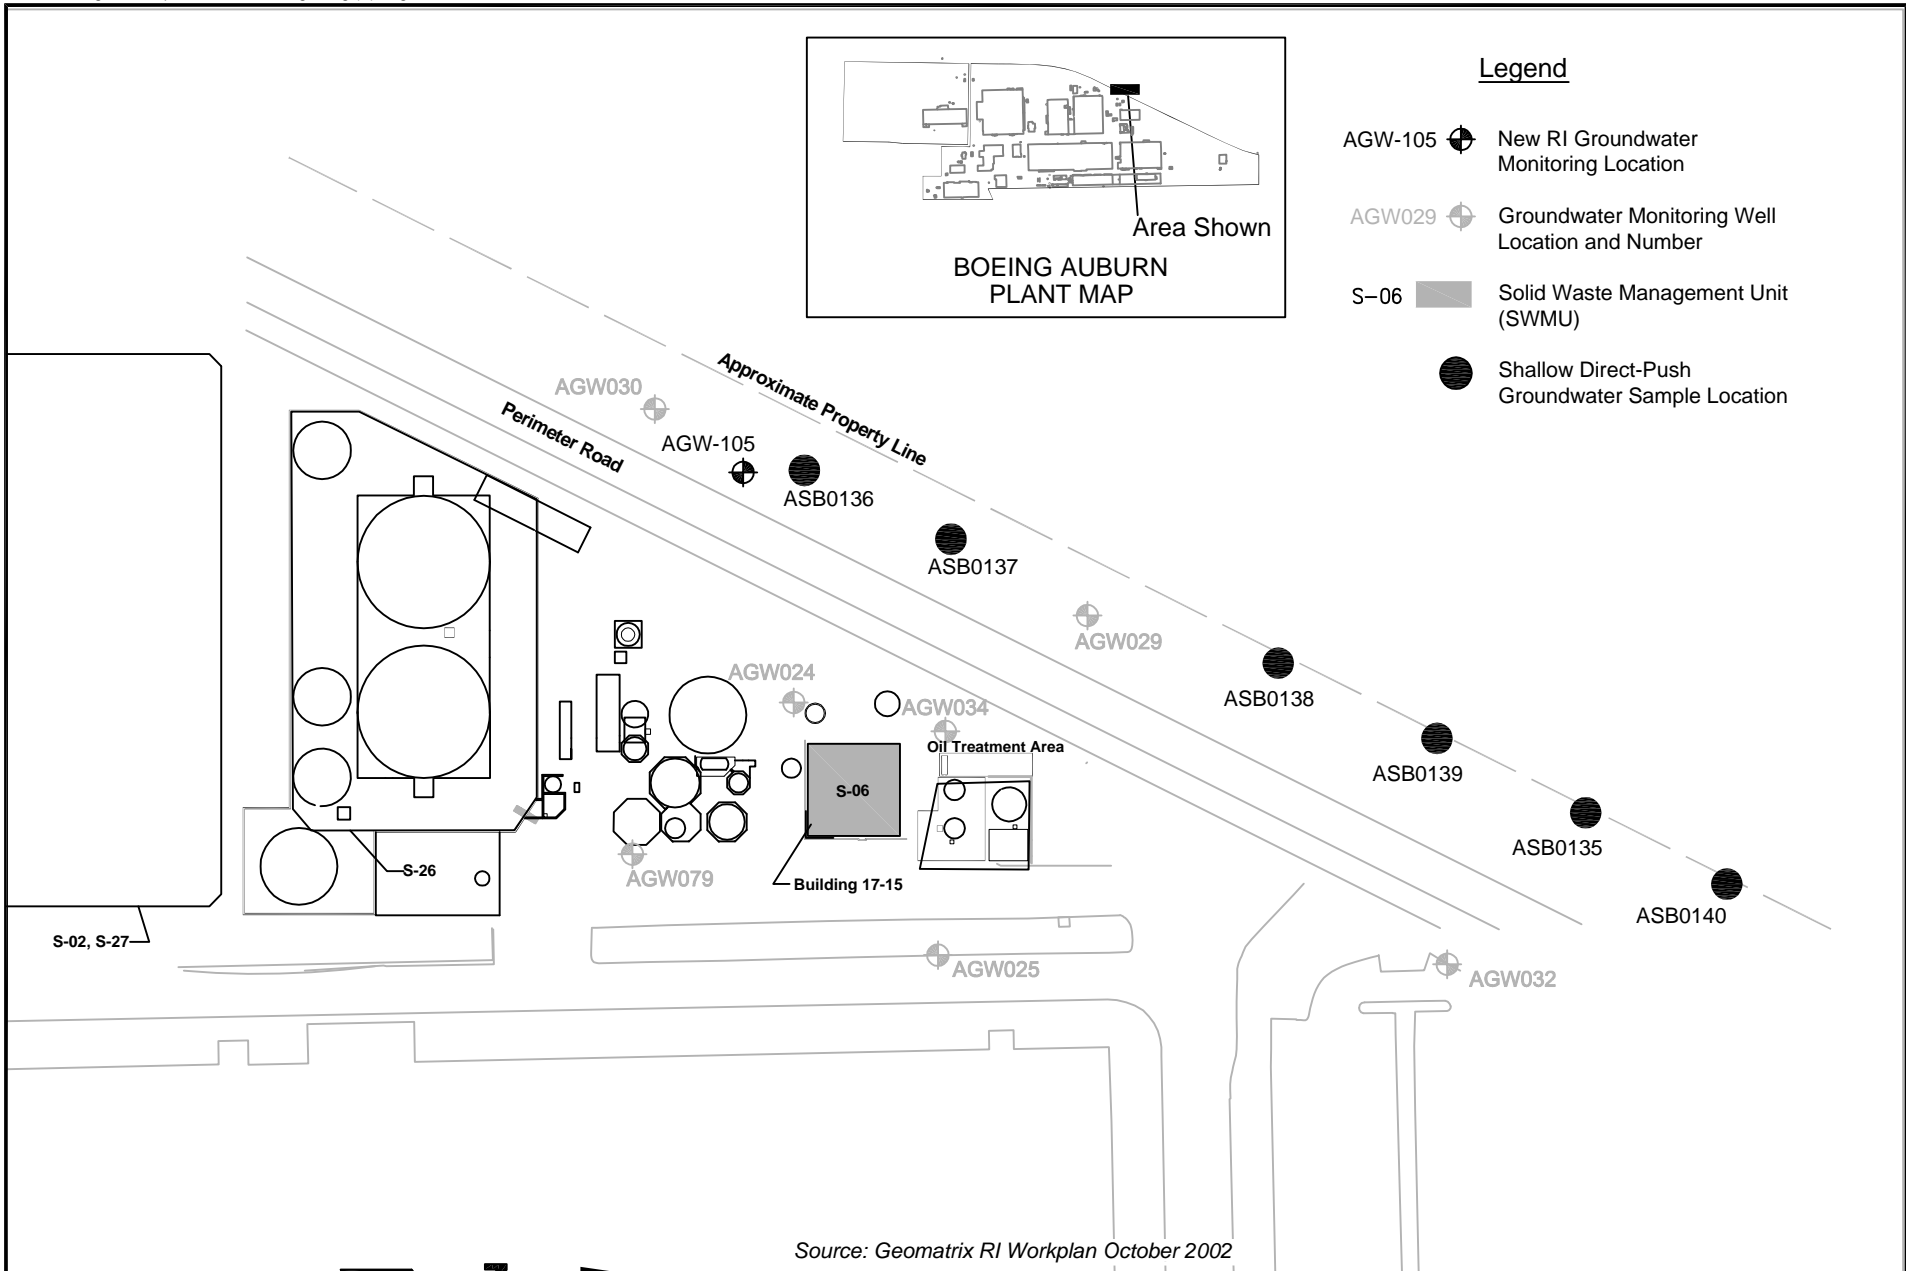 Legend
AGW-105
New RI Groundwater
Monitoring Location
AGW029
Groundwater Monitoring Well
Location and Number
S-06
Solid Waste Management Unit
(SWMU)
Shallow Direct-Push
Groundwater Sample Location
Area Shown
BOEING AUBURN
PLANT MAP
Approximate Property Line
Perimeter Road
AGW030
AGW-105
ASB0136
ASB0137
AGW029
ASB0138
ASB0139
ASB0135
ASB0140
AGW024
AGW034
Oil Treatment Area
S-06
Building 17-15
AGW079
S-26
S-02, S-27
AGW025
AGW032
Source: Geomatrix RI Workplan October 2002